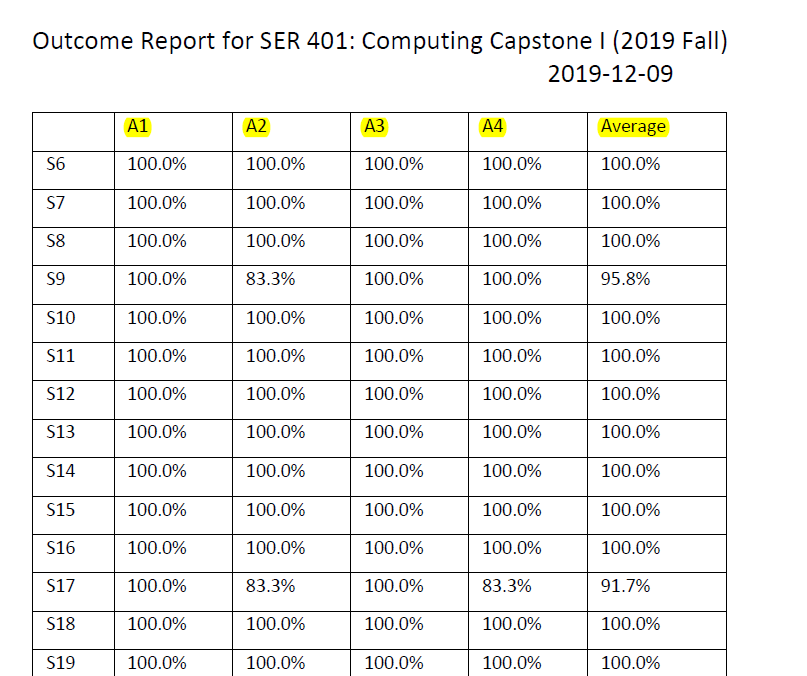 Outcome Report for SER 401: Computing Capstone I (2019 Fall)
2019-12-09
A1 A2 A3 A4 Average
S6 100.0% 100.0% 100.0% 100.0% 100.0%
S7 100.0% 100.0% 100.0% 100.0% 100.0%
S8 100.0% 100.0% 100.0% 100.0% 100.0%
S9 100.0% 83.3% 100.0% 100.0% 95.8%
S10 100.0% 100.0% 100.0% 100.0% 100.0%
S11 100.0% 100.0% 100.0% 100.0% 100.0%
S12 100.0% 100.0% 100.0% 100.0% 100.0%
S13 100.0% 100.0% 100.0% 100.0% 100.0%
S14 100.0% 100.0% 100.0% 100.0% 100.0%
S15 100.0% 100.0% 100.0% 100.0% 100.0%
S16 100.0% 100.0% 100.0% 100.0% 100.0%
S17 100.0% 83.3% 100.0% 83.3% 91.7%
S18 100.0% 100.0% 100.0% 100.0% 100.0%
S19 100.0% 100.0% 100.0% 100.0% 100.0%